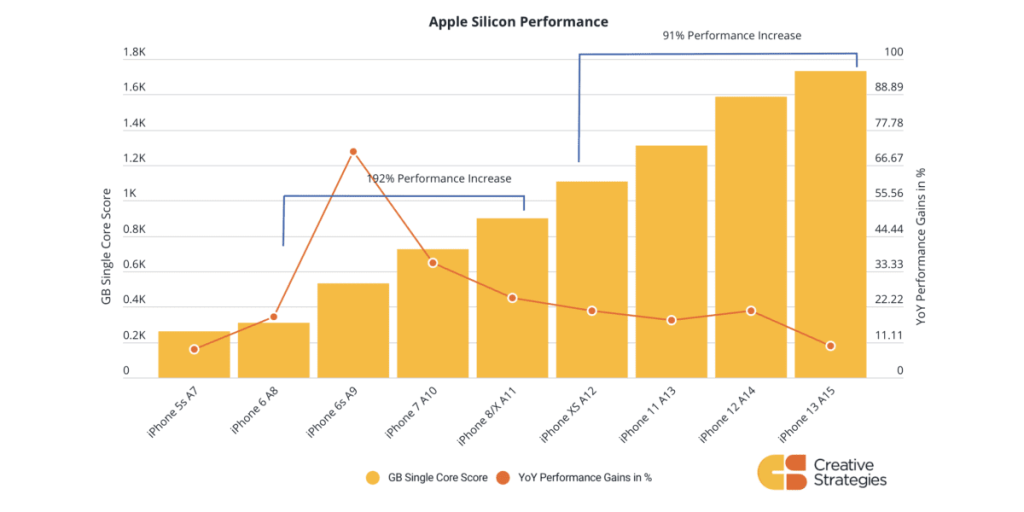 Apple Silicon Performance
91% Performance Increase
192% Performance Increase
GB Single Core Score
1.8K
1.6K
1.4K
1.2K
1K
0.8K
0.6K
0.4K
0.2K
0
100
88.89
77.78
66.67
55.56
44.44
33.33
22.22
11.11
0
YoY Performance Gains in %
iPhone 5s A7
iPhone 6 A8
iPhone 6s A9
iPhone 7 A10
iPhone 8/X A11
iPhone XS A12
iPhone 11 A13
iPhone 12 A14
iPhone 13 A15
GB Single Core Score
YoY Performance Gains in %
Creative
Strategies